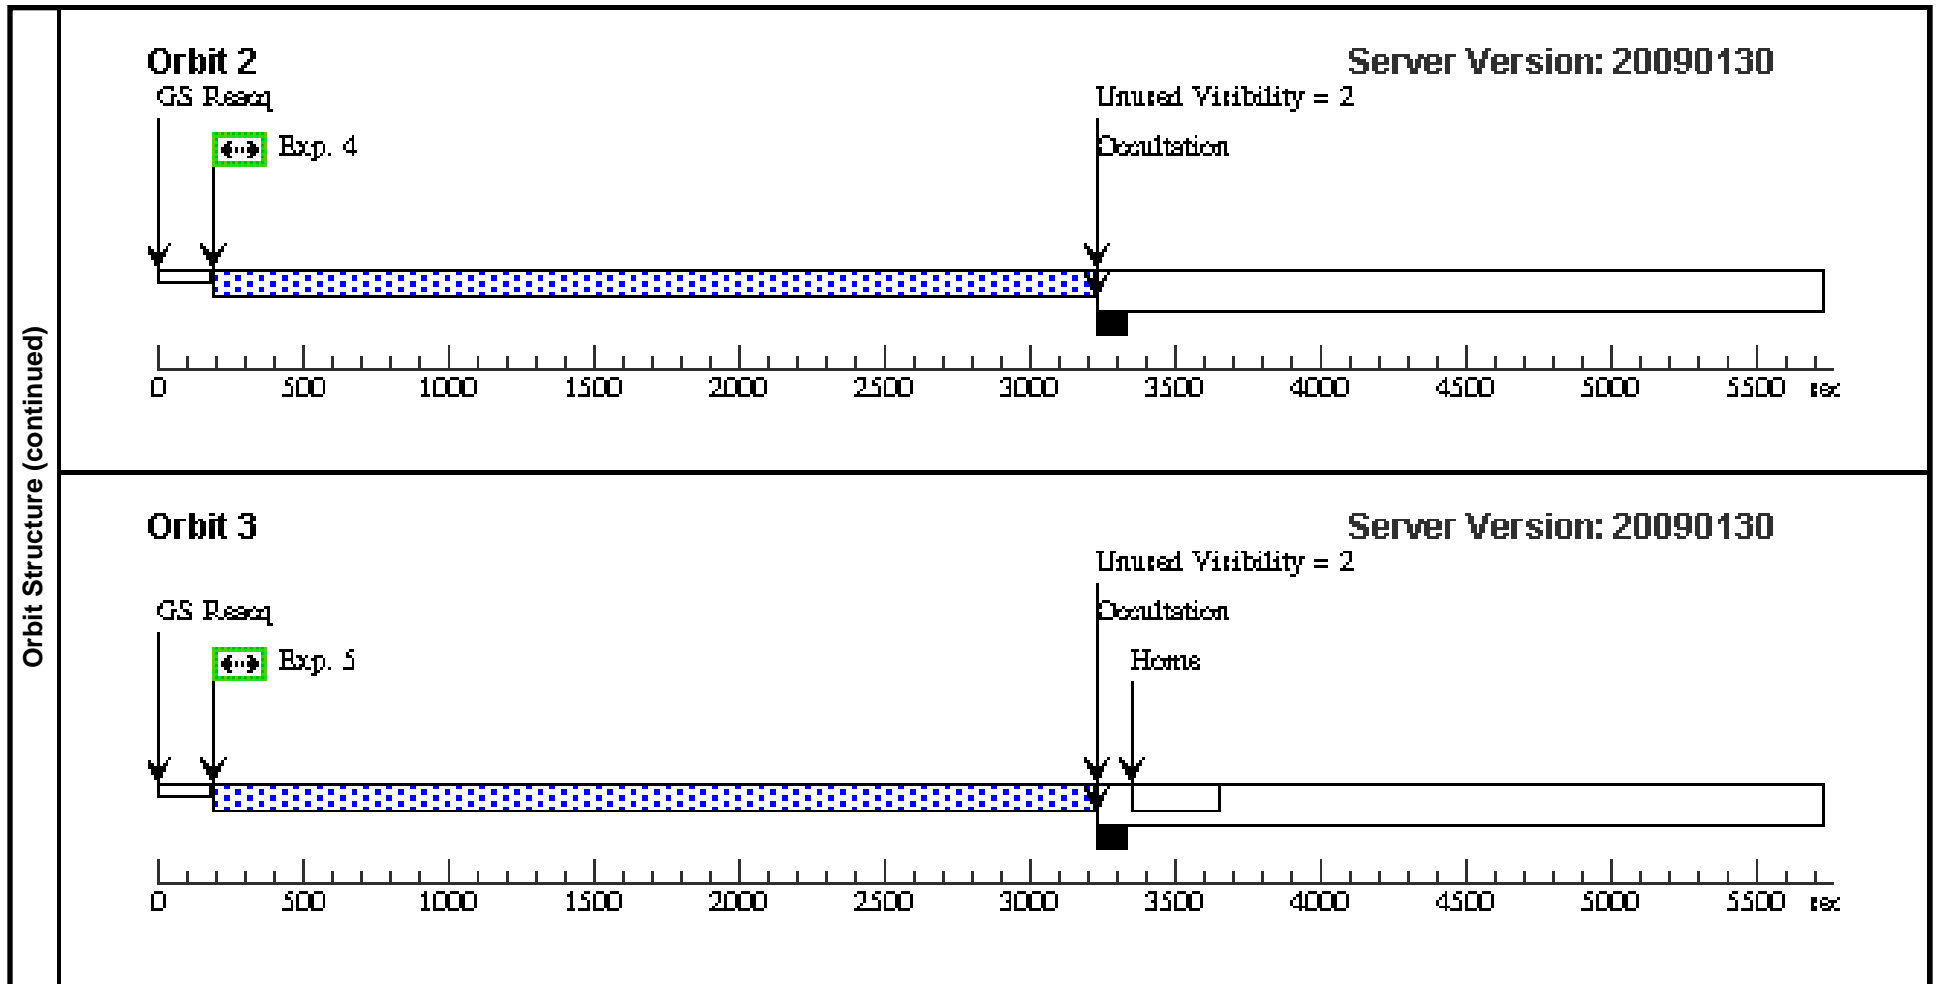 Orbit Structure (continued)
Orbit 2
Server Version: 20090130
GS Reacq
Unused Visibility = 2
Exp. 4
Occultation
0 500 1000 1500 2000 2500 3000 3500 4000 4500 5000 5500 sec
Orbit 3
Server Version: 20090130
Unused Visibility = 2
GS Reacq
Occultation
Exp. 5
Home
0 500 1000 1500 2000 2500 3000 3500 4000 4500 5000 5500 sec